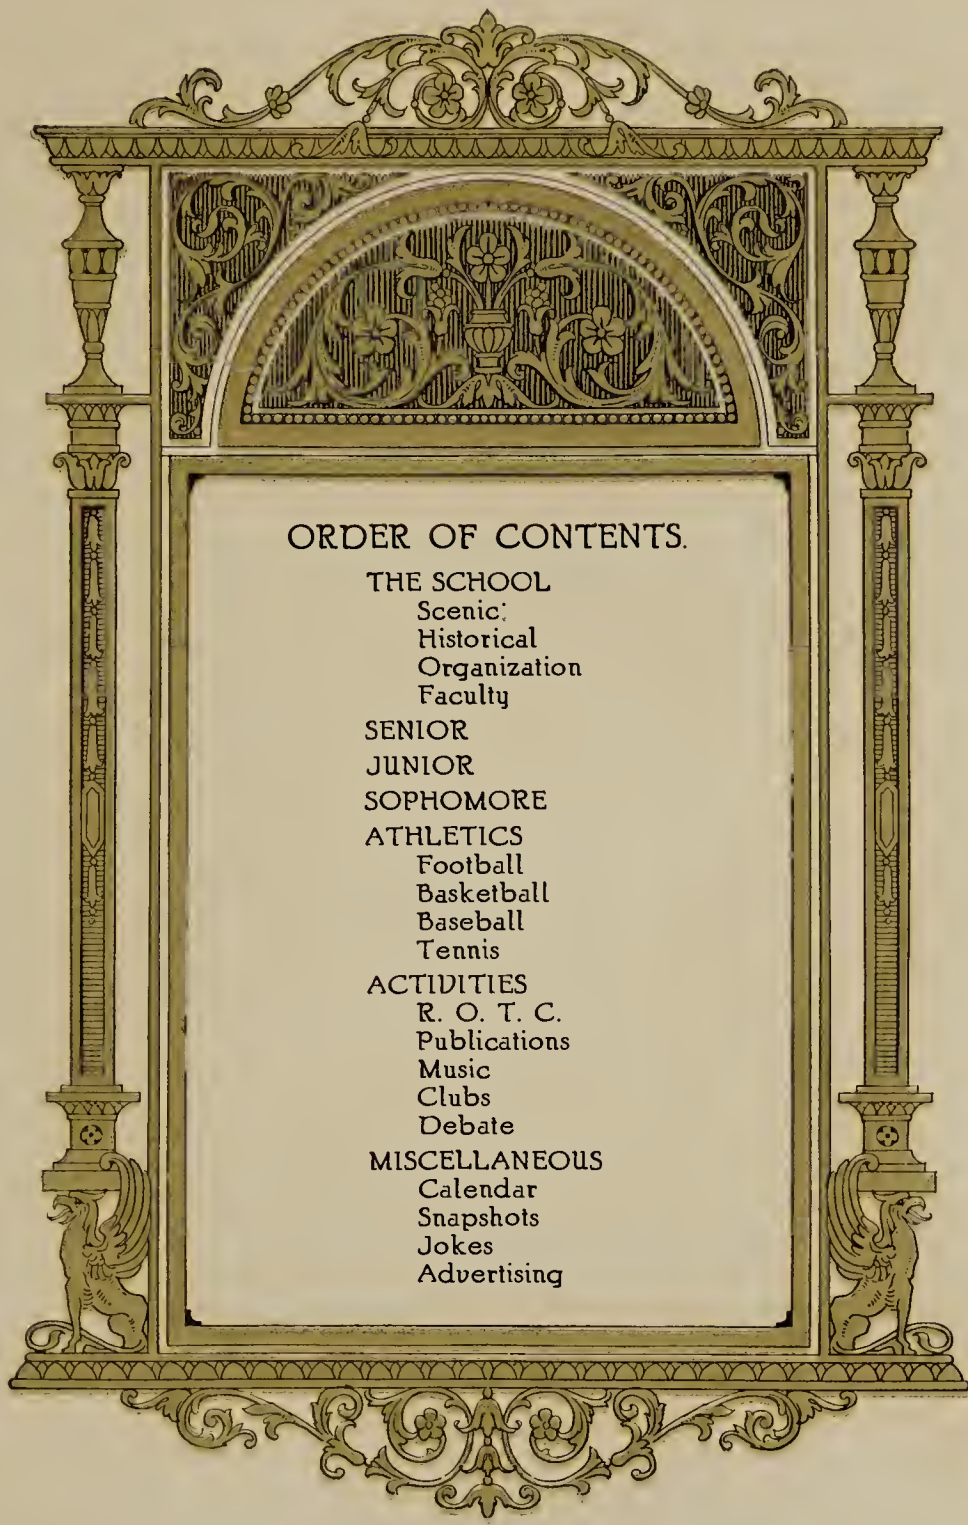 ORDER OF CONTENTS.
THE SCHOOL
Scenic:
Historical
Organization
Faculty
SENIOR
JUNIOR
SOPHOMORE
ATHLETICS
Football
Basketball
Baseball
Tennis
ACTIVITIES
R. O. T. C.
Publications
Music
Clubs
Debate
MISCELLANEOUS
Calendar
Snapshots
Jokes
Advertising